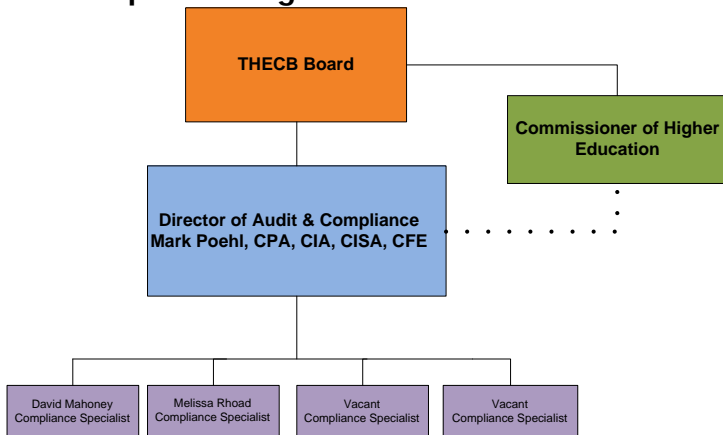 THECB Board
Commissioner of Higher
Education
Director of Audit & Compliance
Mark Poehl, CPA, CIA, CISA, CFE
David Mahoney
Compliance Specialist
Melissa Rhoad
Compliance Specialist
Vacant
Compliance Specialist
Vacant
Compliance Specialist